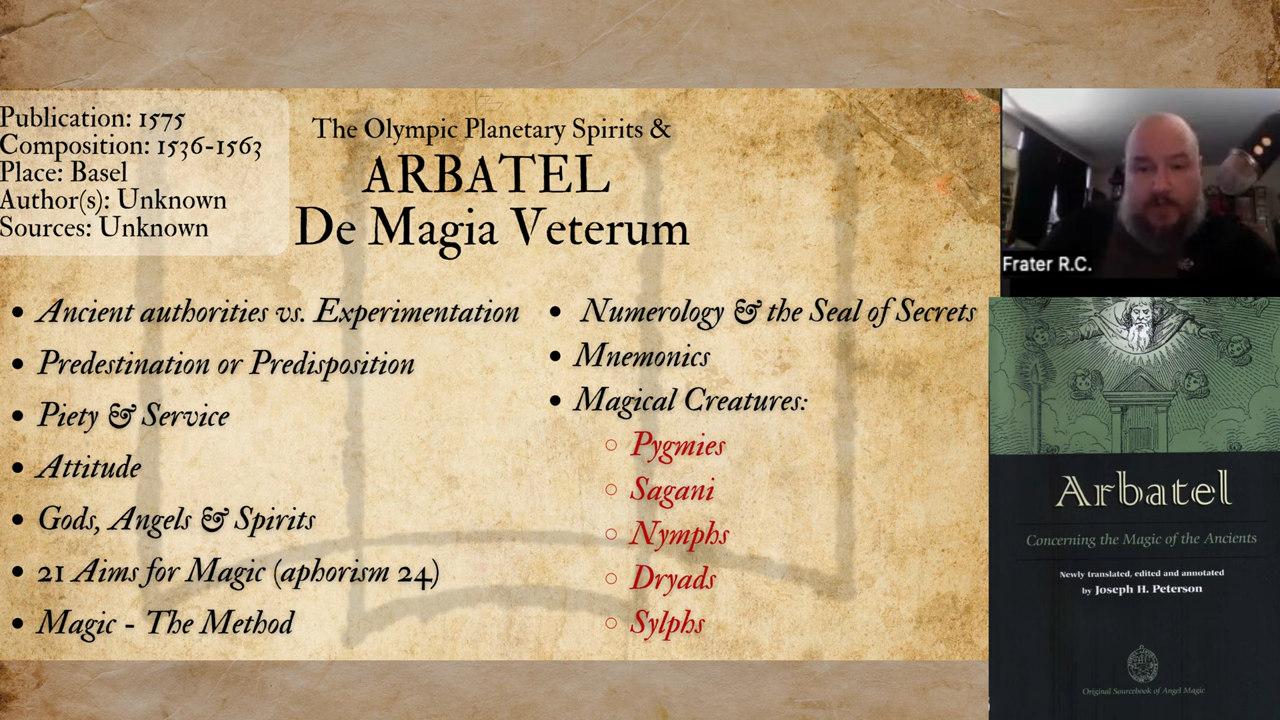 Publication: 1575
Composition: 1536-1563
Place: Basel
Author(s): Unknown
Sources: Unknown
The Olympic Planetary Spirits &
ARBATEL
De Magia Veterum
• Ancient authorities vs. Experimentation
• Predestination or Predisposition
• Piety & Service
• Attitude
• Gods, Angels & Spirits
• 21 Aims for Magic (aphorism 24)
• Magic - The Method
• Numerology & the Seal of Secrets
• Mnemonics
• Magical Creatures:
○ Pygmies
○ Sagani
○ Nymphs
○ Dryads
○ Sylphs
Frater R.C.
Arbatel
Concerning the Magic of the Ancients
Newly translated, edited and annotated
by Joseph H. Peterson
Original Sourcebook of Angel Magic